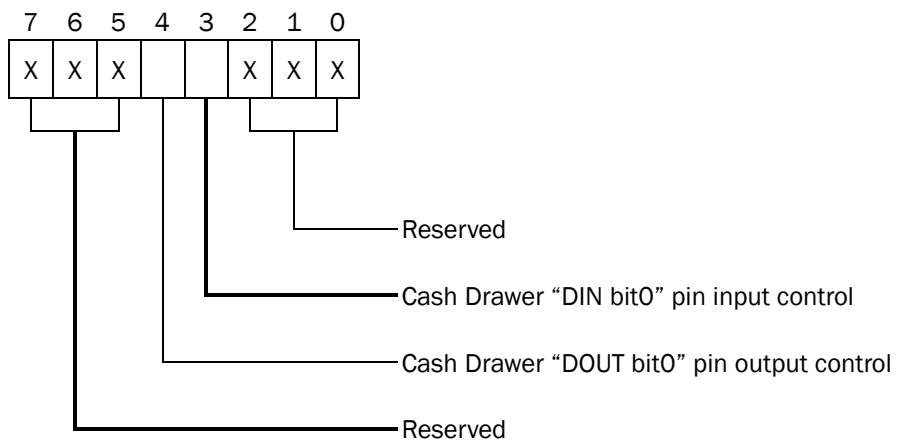 7 6 5 4 3 2 1 0
X X X X X X
Reserved
Cash Drawer “DIN bit0” pin input control
Cash Drawer “DOUT bit0” pin output control
Reserved